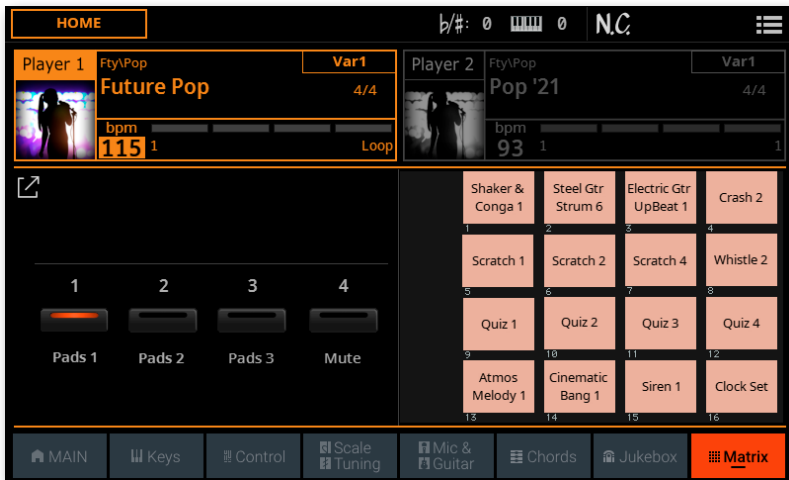 HOME
♭/#: 0
0
N.C.
Player 1
Fty\Pop
Var1
Future Pop
4/4
bpm
115
1
Loop
Player 2
Fty\Pop
Var1
Pop '21
4/4
bpm
93
1
1
Shaker &
Conga 1
1
Steel Gtr
Strum 6
2
Electric Gtr
UpBeat 1
3
Crash 2
4
Scratch 1
5
Scratch 2
6
Scratch 4
7
Whistle 2
8
Quiz 1
9
Quiz 2
10
Quiz 3
11
Quiz 4
12
Atmos
Melody 1
13
Cinematic
Bang 1
14
Siren 1
15
Clock Set
16
1
2
3
4
Pads 1
Pads 2
Pads 3
Mute
MAIN
Keys
Control
Scale
Tuning
Mic &
Guitar
Chords
Jukebox
Matrix